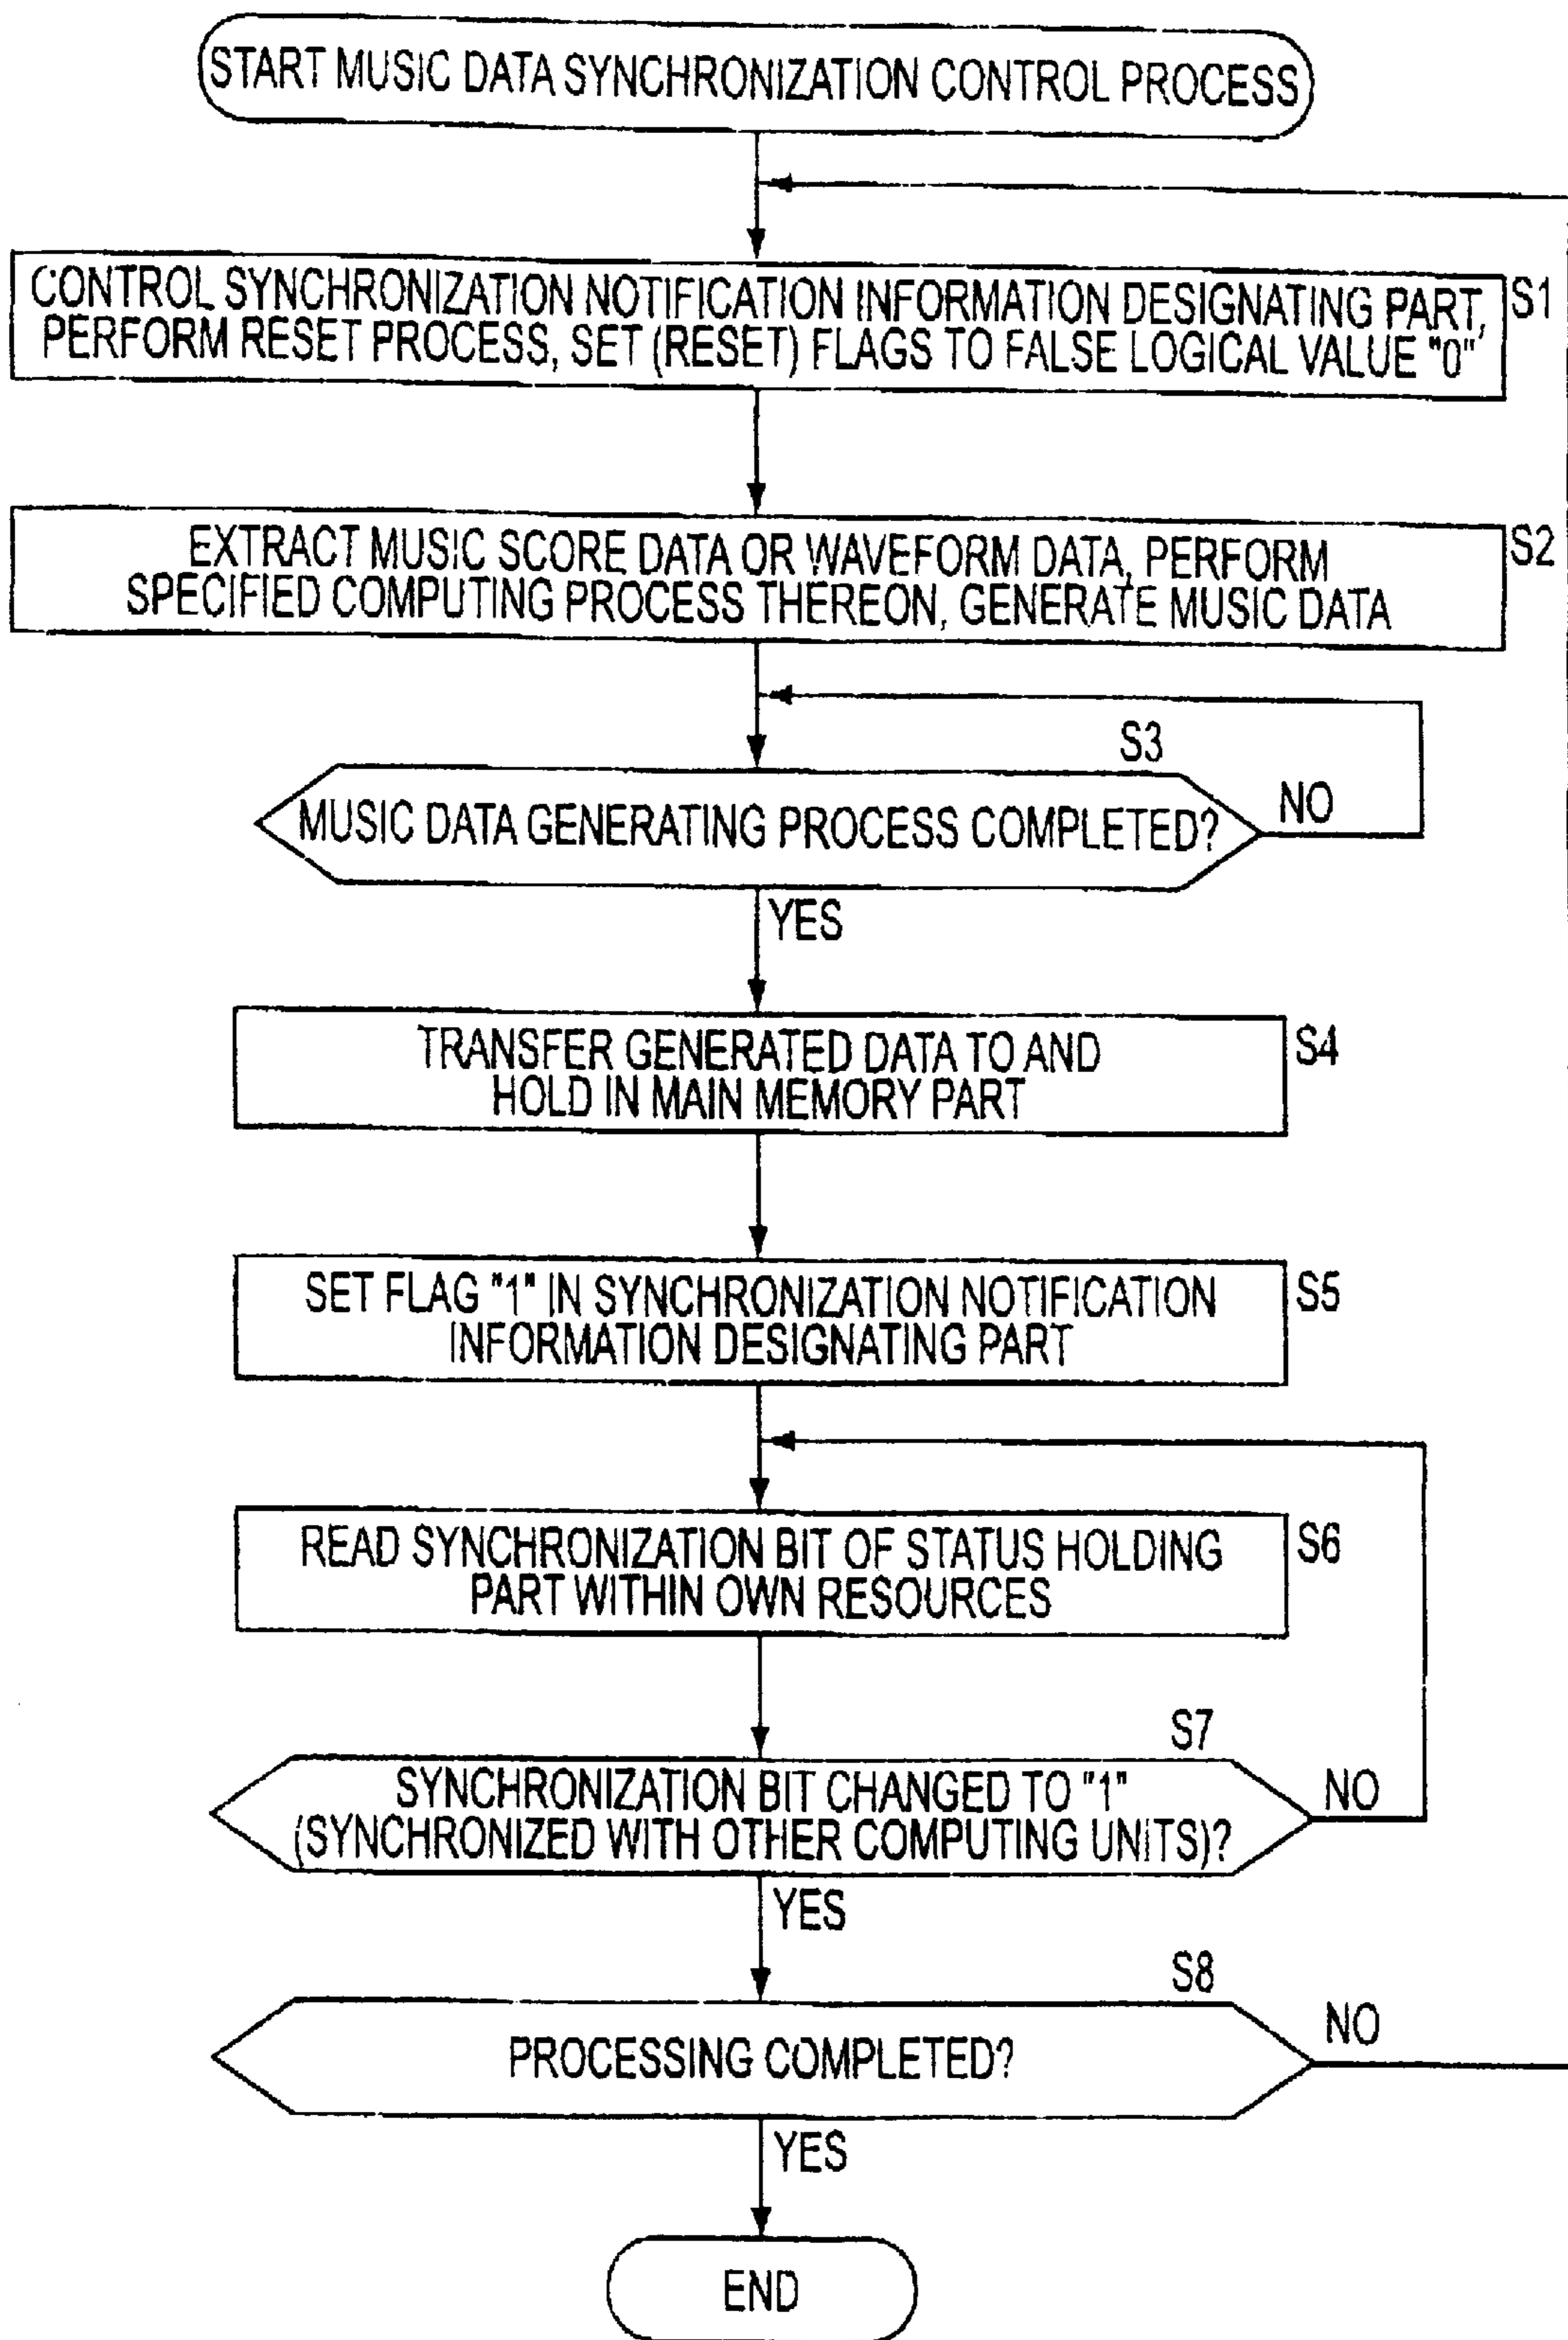 START MUSIC DATA SYNCHRONIZATION CONTROL PROCESS
CONTROL SYNCHRONIZATION NOTIFICATION INFORMATION DESIGNATING PART,
PERFORM RESET PROCESS, SET (RESET) FLAGS TO FALSE LOGICAL VALUE "0"
S1
EXTRACT MUSIC SCORE DATA OR WAVEFORM DATA, PERFORM
SPECIFIED COMPUTING PROCESS THEREON, GENERATE MUSIC DATA
S2
S3
MUSIC DATA GENERATING PROCESS COMPLETED?
NO
YES
TRANSFER GENERATED DATA TO AND
HOLD IN MAIN MEMORY PART
S4
SET FLAG "1" IN SYNCHRONIZATION NOTIFICATION
INFORMATION DESIGNATING PART
S5
READ SYNCHRONIZATION BIT OF STATUS HOLDING
PART WITHIN OWN RESOURCES
S6
S7
SYNCHRONIZATION BIT CHANGED TO "1"
(SYNCHRONIZED WITH OTHER COMPUTING UNITS)?
NO
YES
S8
PROCESSING COMPLETED?
NO
YES
END